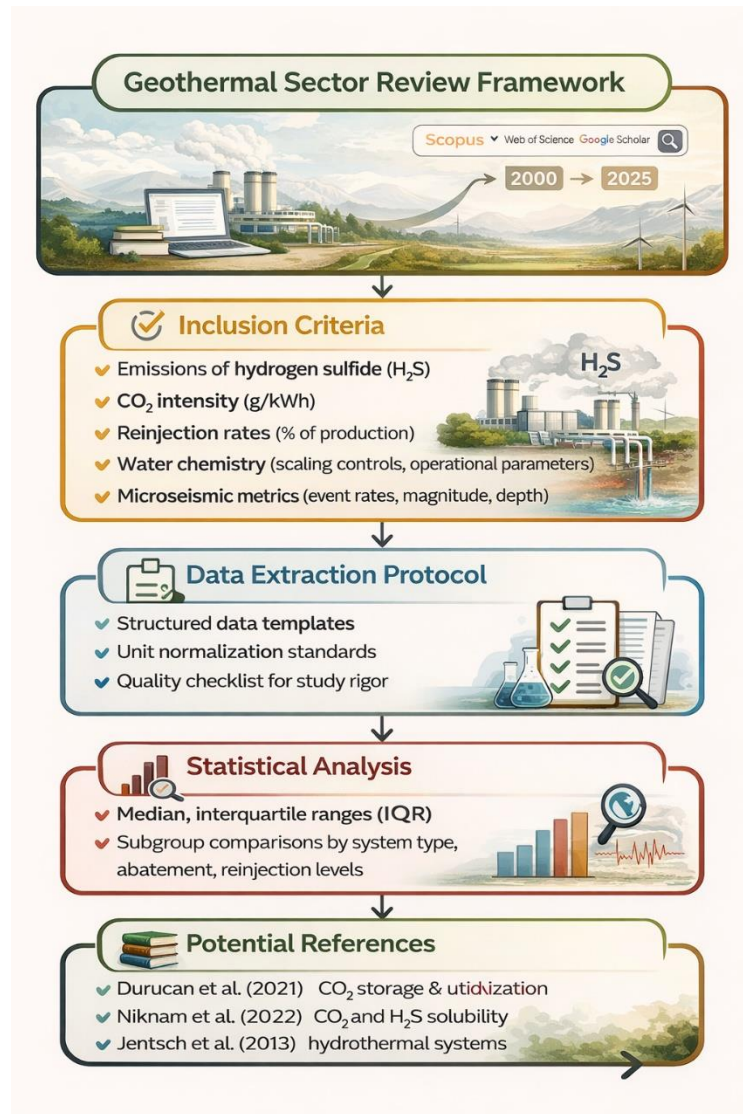 Geothermal Sector Review Framework
Scopus Web of Science Google Scholar
2000 → 2025
Inclusion Criteria
Emissions of hydrogen sulfide (H₂S)
H₂S
CO₂ intensity (g/kWh)
Reinjection rates (% of production)
Water chemistry (scaling controls, operational parameters)
Microseismic metrics (event rates, magnitude, depth)
Data Extraction Protocol
Structured data templates
Unit normalization standards
Quality checklist for study rigor
Statistical Analysis
Median, interquartile ranges (IQR)
Subgroup comparisons by system type,
abatement, reinjection levels
Potential References
Durucan et al. (2021) CO₂ storage &
Niknam et al. (2022) CO₂ and H₂S solubility
Jentsch et al. (2013) hydrothermal systems